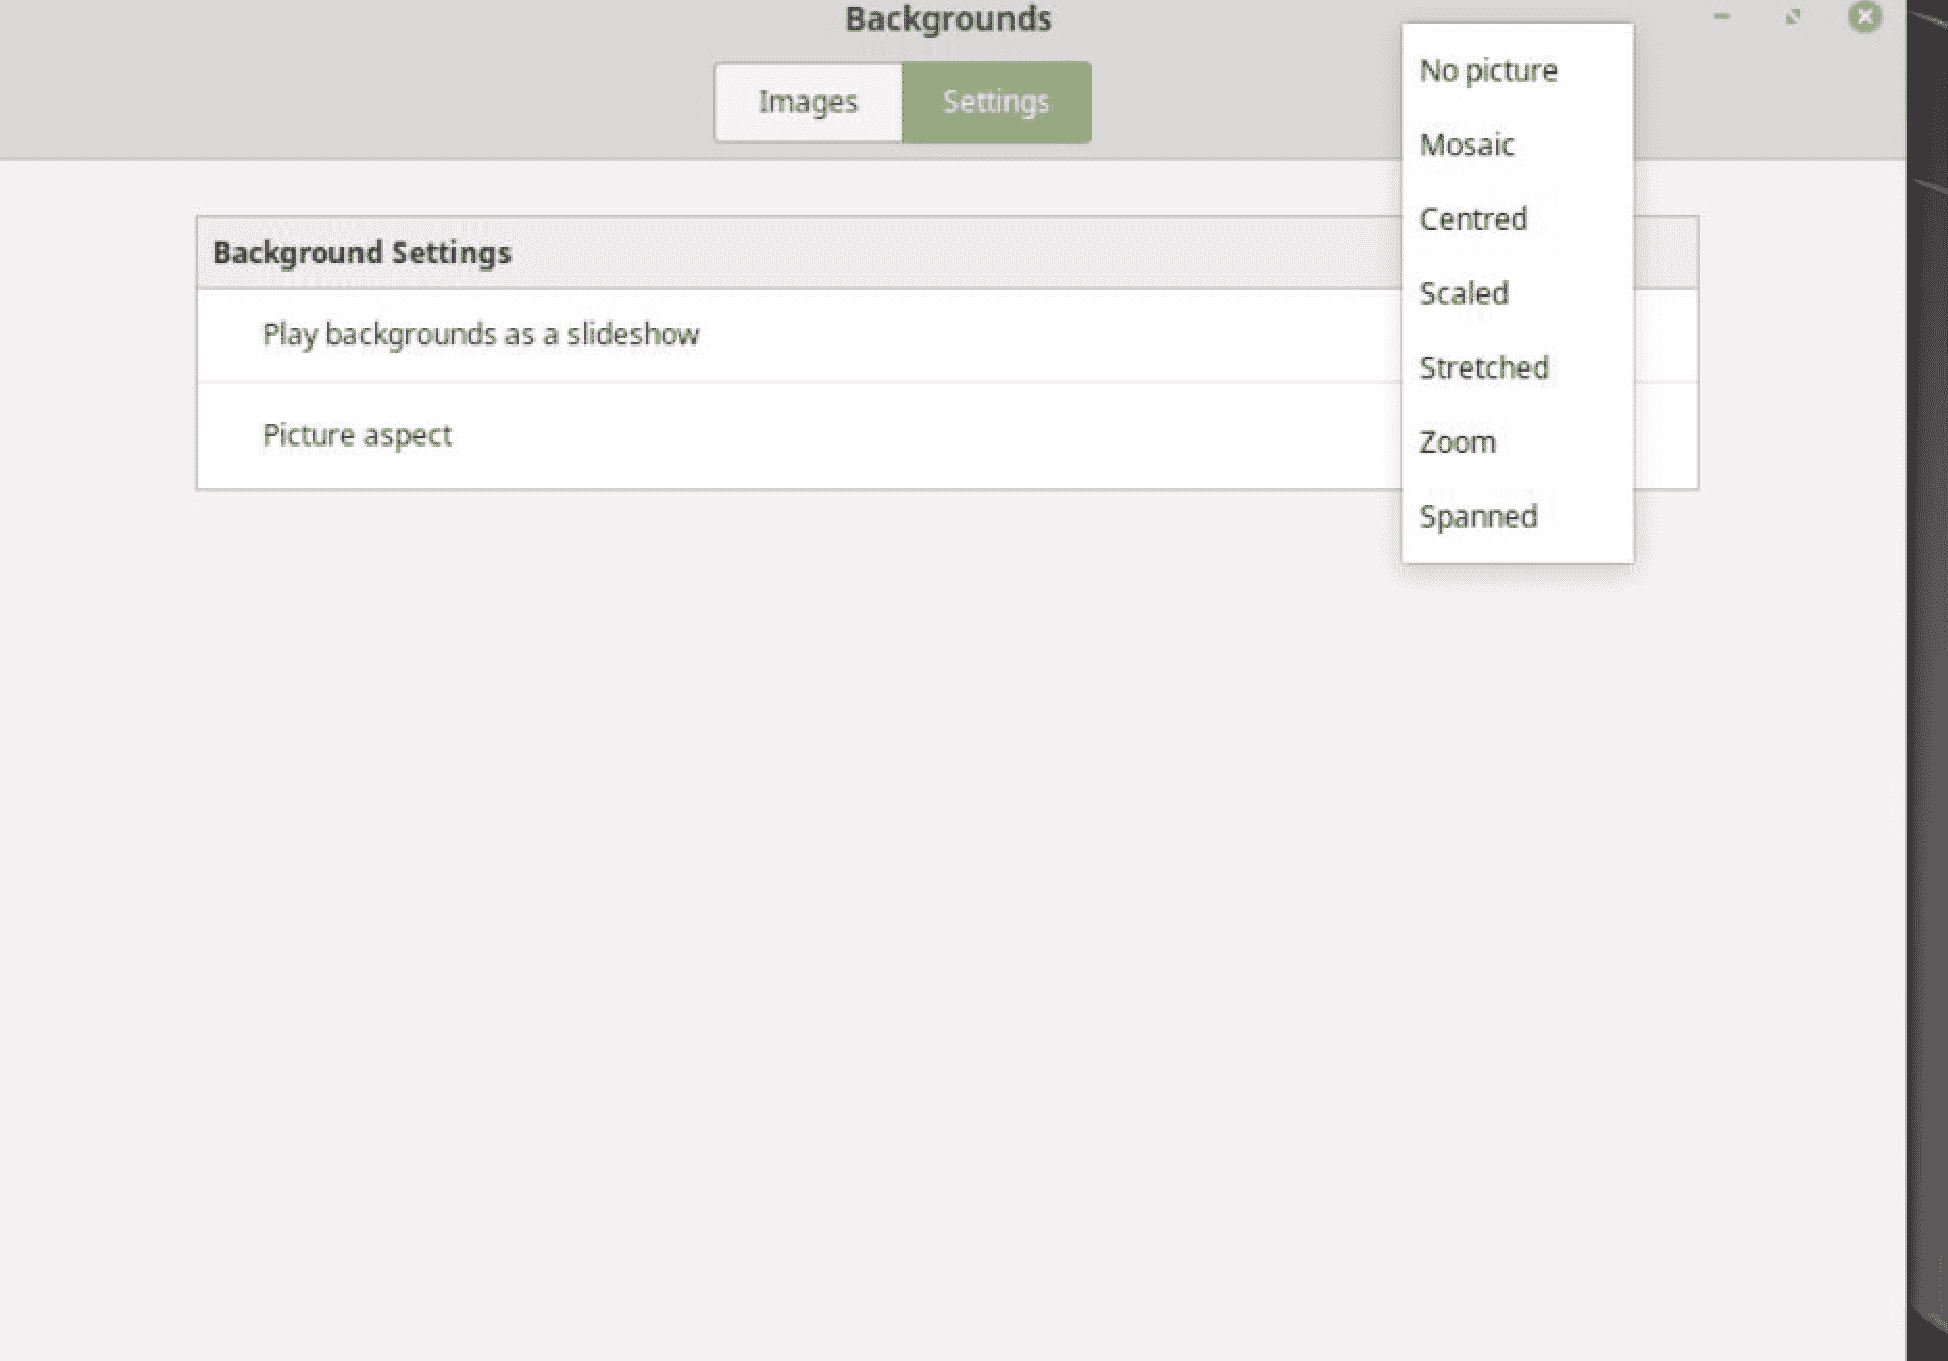 Backgrounds
Images
Settings
No picture
Mosaic
Centred
Scaled
Stretched
Zoom
Spanned
Background Settings
Play backgrounds as a slideshow
Picture aspect